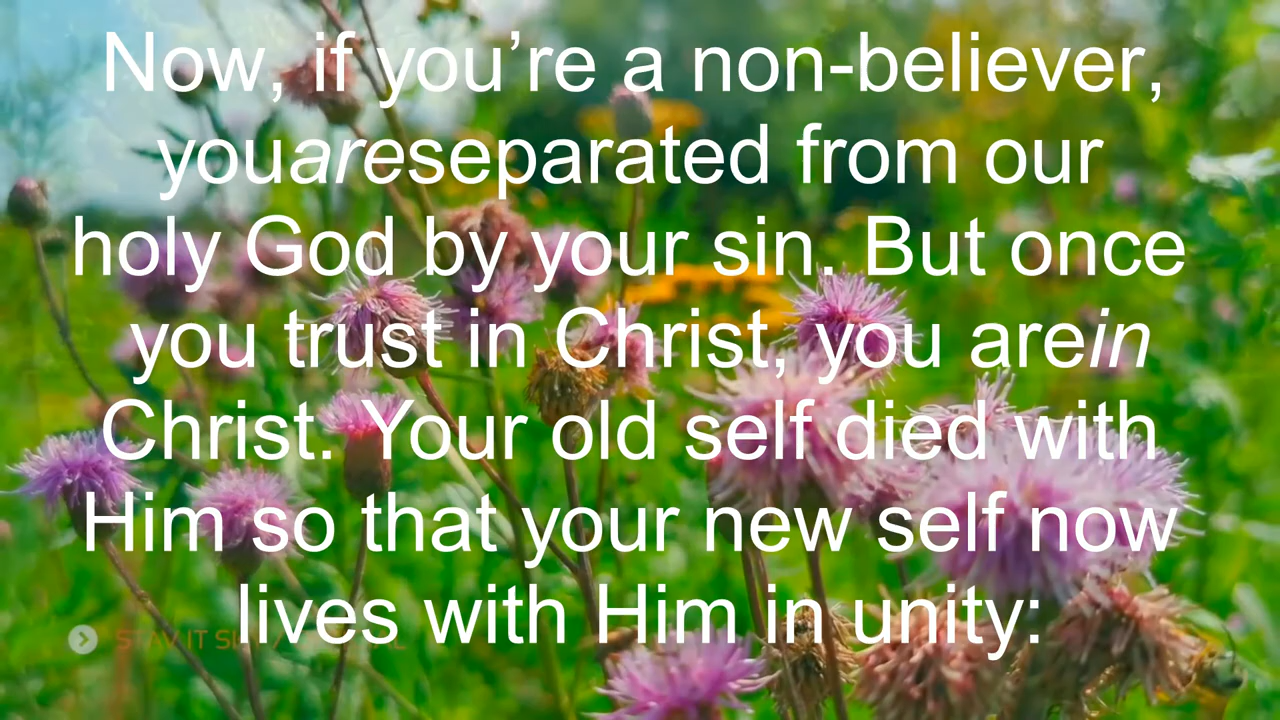 Now, if you’re a non-believer,
youareseparated from our
holy God by your sin. But once
you trust in Christ, you arein
Christ. Your old self died with
Him so that your new self now
lives with Him in unity:
STAY IT